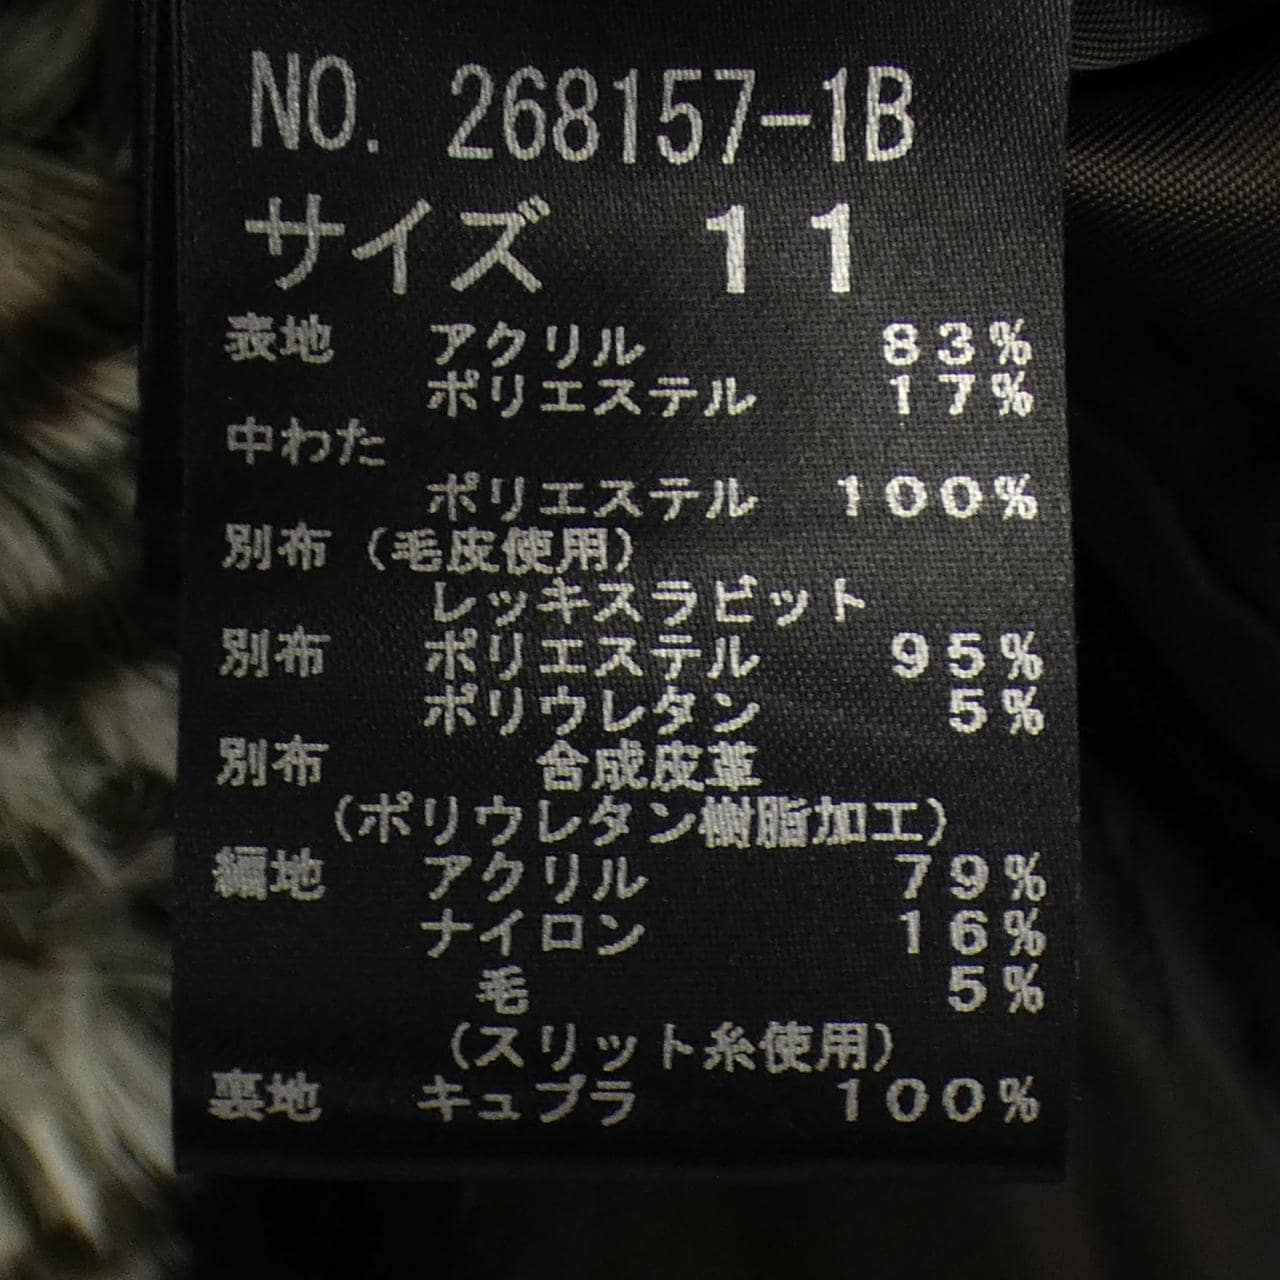 NO. 268157-1B
サイズ 11
表地 アクリル 83%
ポリエステル 17%
中わた
ポリエステル 100%
別布 (毛皮使用)
レッキスラビット
別布 ポリエステル 95%
ポリウレタン 5%
別布 合成皮革
(ポリウレタン樹脂加工)
編地 アクリル 79%
ナイロン 16%
毛 5%
(スリット糸使用)
裏地 キュプラ 100%